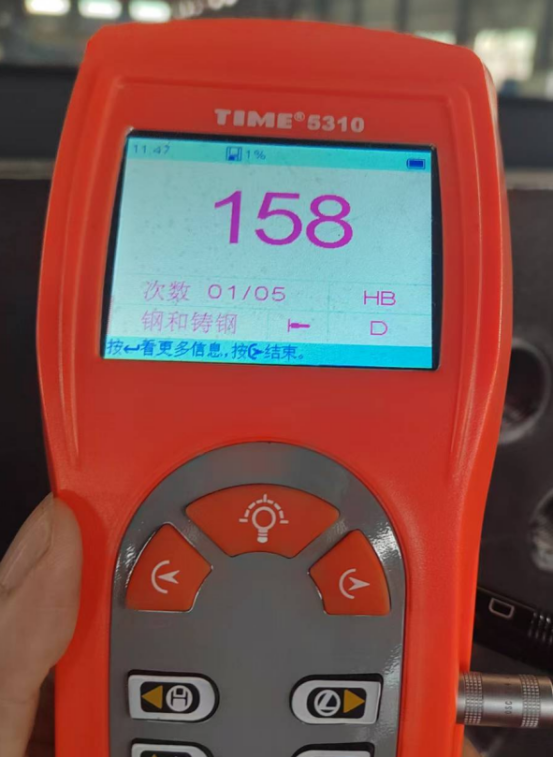 TIME®5310
11:47 1%
158
次数 01/05 HB
钢和铸钢 D
按↩看更多信息,按结束。